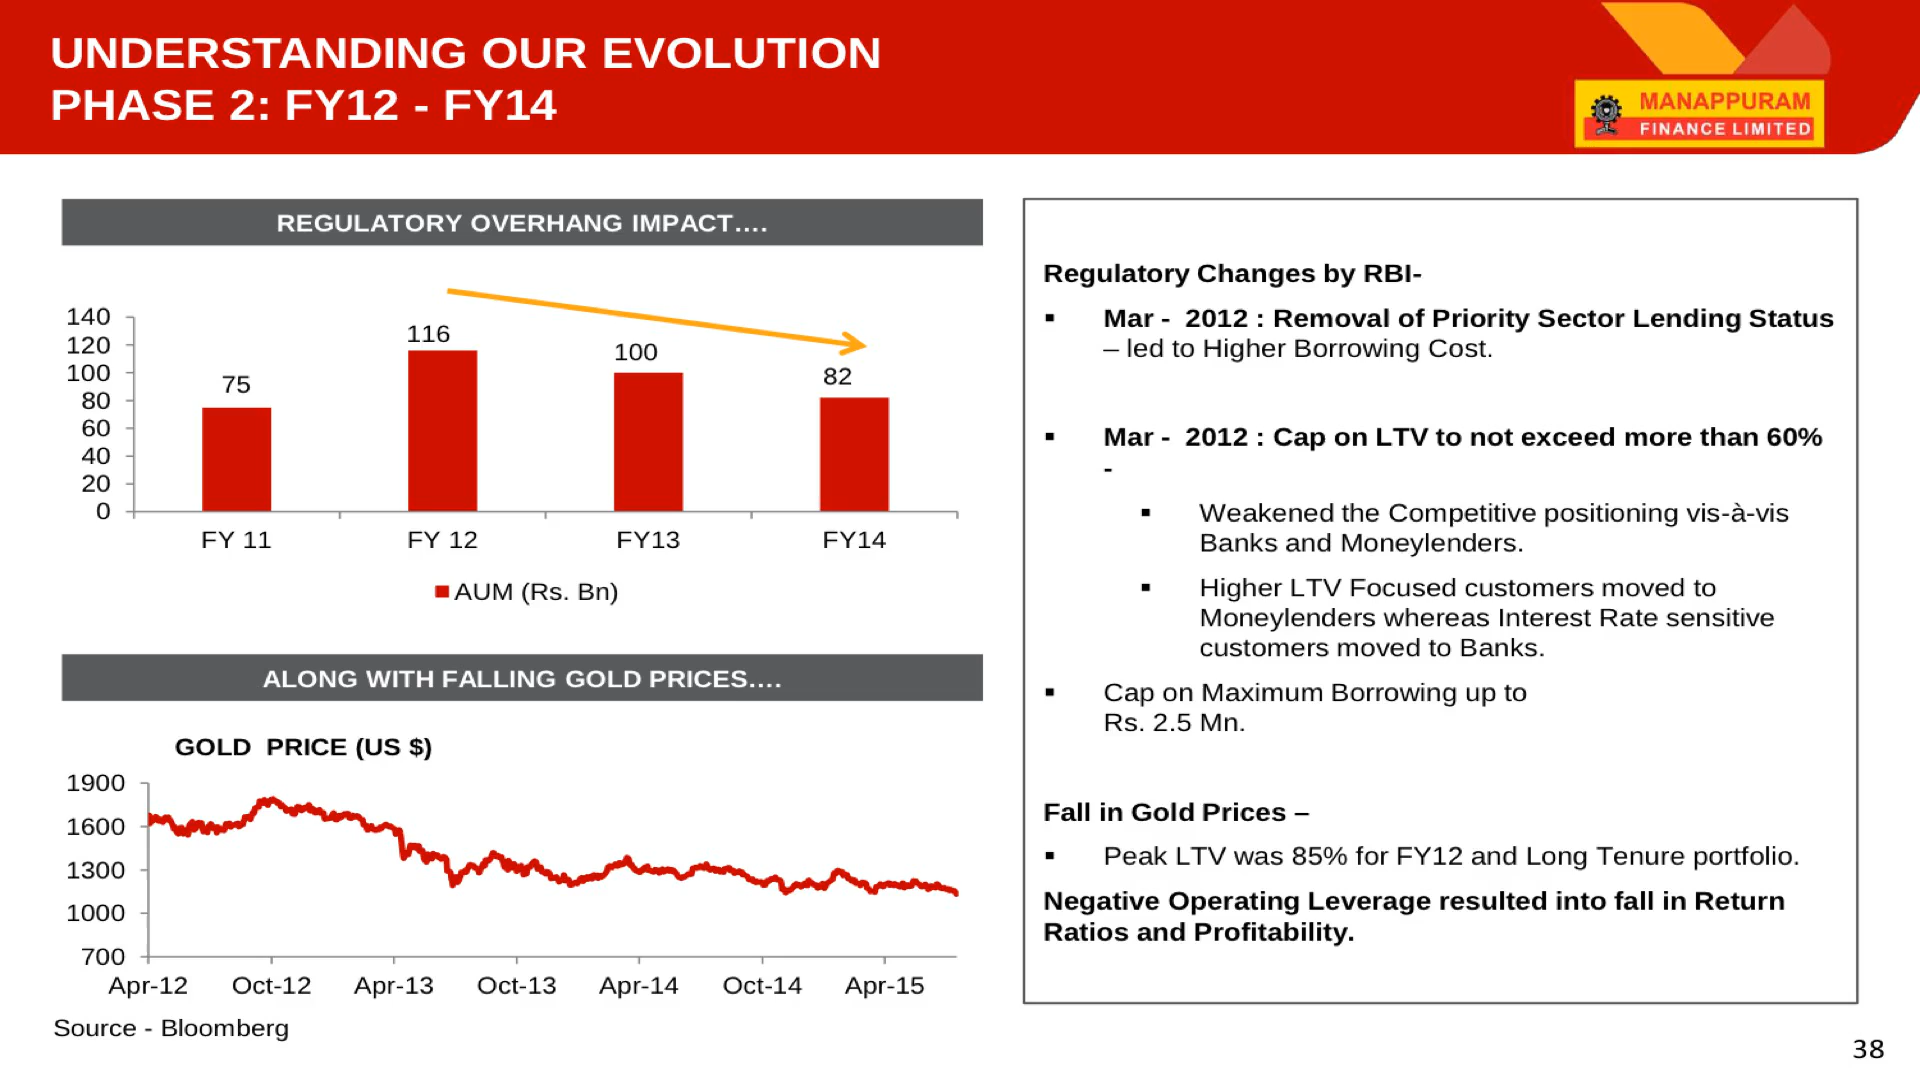 UNDERSTANDING OUR EVOLUTION
PHASE 2: FY12 - FY14
MANAPPURAM
FINANCE LIMITED
REGULATORY OVERHANG IMPACT....
140
120
100
80
60
40
20
0
75
116
100
82
FY 11
FY 12
FY13
FY14
AUM (Rs. Bn)
ALONG WITH FALLING GOLD PRICES....
GOLD PRICE (US $)
1900
1600
1300
1000
700
Apr-12
Oct-12
Apr-13
Oct-13
Apr-14
Oct-14
Apr-15
Source - Bloomberg
Regulatory Changes by RBI-
▪ Mar - 2012 : Removal of Priority Sector Lending Status
– led to Higher Borrowing Cost.
▪ Mar - 2012 : Cap on LTV to not exceed more than 60%
-
▪ Weakened the Competitive positioning vis-à-vis
Banks and Moneylenders.
▪ Higher LTV Focused customers moved to
Moneylenders whereas Interest Rate sensitive
customers moved to Banks.
▪ Cap on Maximum Borrowing up to
Rs. 2.5 Mn.
Fall in Gold Prices –
▪ Peak LTV was 85% for FY12 and Long Tenure portfolio.
Negative Operating Leverage resulted into fall in Return
Ratios and Profitability.
38